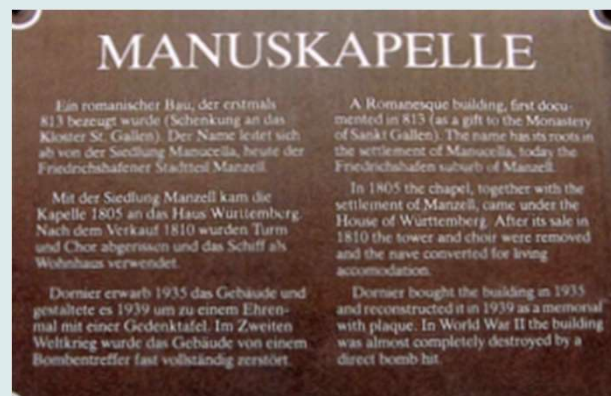 MANUSKAPELLE
Ein romanischer Bau, der erstmals
813 bezeugt wurde (Schenkung an das
Kloster St. Gallen). Der Name leitet sich
ab von der Siedlung Manucella, heute der
Friedrichshafener Stadtteil Manzell.
Mit der Siedlung Manzell kam die
Kapelle 1805 an das Haus Württemberg.
Nach dem Verkauf 1810 wurden Turm
und Chor abgerissen und das Schiff als
Wohnhaus verwendet.
Dornier erwarb 1935 das Gebäude und
gestaltete es 1939 um zu einem Ehren-
mal mit einer Gedenktafel. Im Zweiten
Weltkrieg wurde das Gebäude von einem
Bombentreffer fast vollständig zerstört.
A Romanesque building, first docu-
mented in 813 (as a gift to the Monastery
of Sankt Gallen). The name has its roots in
the settlement of Manucella, today the
Friedrichshafen suburb of Manzell.
In 1805 the chapel, together with the
settlement of Manzell, came under the
House of Württemberg. After its sale in
1810 the tower and choir were removed
and the nave converted for living
accomodation.
Dornier bought the building in 1935
and reconstructed it in 1939 as a memorial
with plaque. In World War II the building
was almost completely destroyed by a
direct bomb hit.